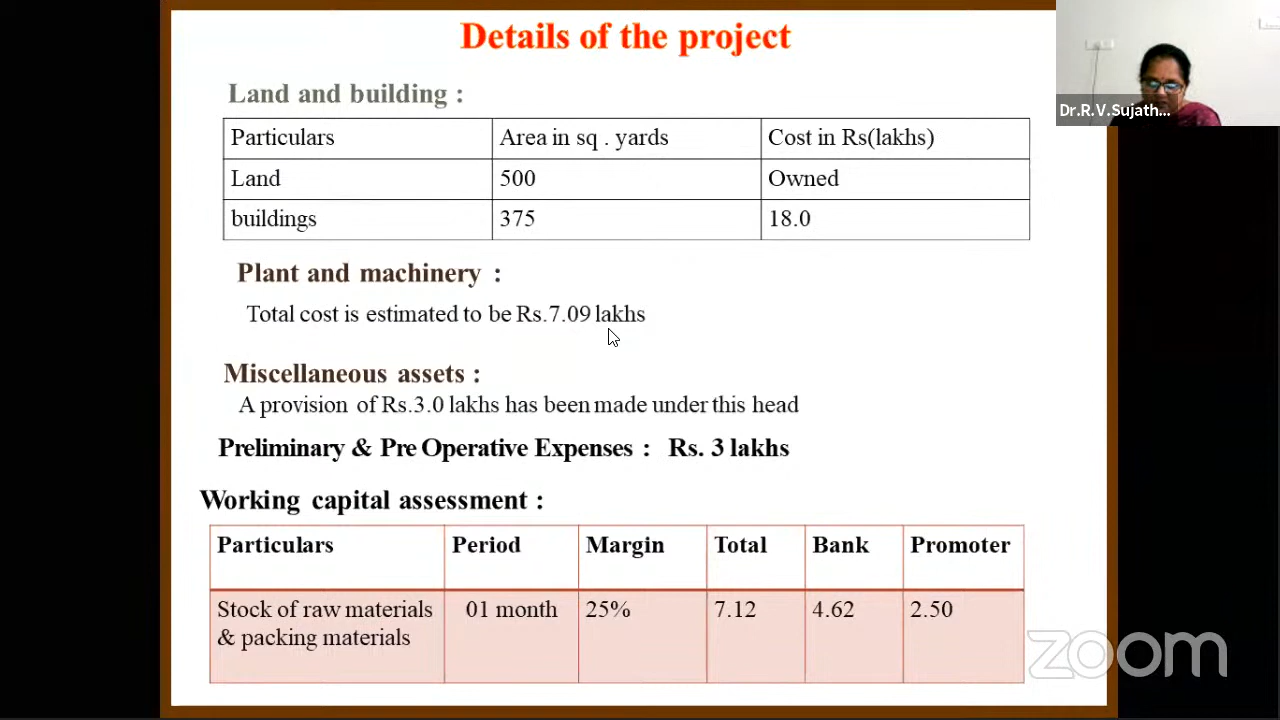 Details of the project
Dr.R.V.Sujath...
Land and building :
Particulars Area in sq . yards Cost in Rs(lakhs)
Land 500 Owned
buildings 375 18.0
Plant and machinery :
Total cost is estimated to be Rs.7.09 lakhs
Miscellaneous assets :
A provision of Rs.3.0 lakhs has been made under this head
Preliminary & Pre Operative Expenses : Rs. 3 lakhs
Working capital assessment :
Particulars Period Margin Total Bank Promoter
Stock of raw materials 01 month 25% 7.12 4.62 2.50
& packing materials
zoom